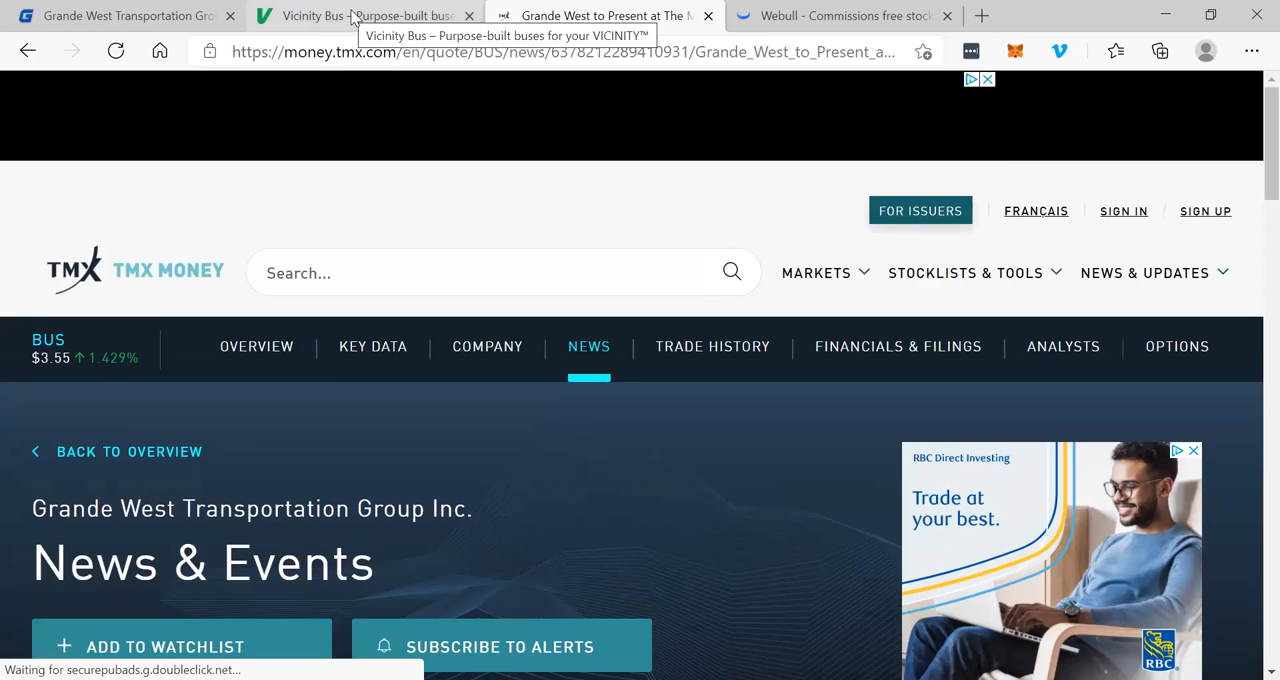 Grande West Transportation Gro
Vicinity Bus – Purpose-built buse
Grande West to Present at The M
Webull - Commissions free stock
Vicinity Bus – Purpose-built buses for your VICINITY™
https://money.tmx.com/en/quote/BUS/news/6378212289410931/Grande_West_to_Present_a...
FOR ISSUERS
FRANÇAIS
SIGN IN
SIGN UP
TMX TMX MONEY
Search...
MARKETS
STOCKLISTS & TOOLS
NEWS & UPDATES
BUS
$3.55 ↑ 1.429%
OVERVIEW
KEY DATA
COMPANY
NEWS
TRADE HISTORY
FINANCIALS & FILINGS
ANALYSTS
OPTIONS
BACK TO OVERVIEW
Grande West Transportation Group Inc.
News & Events
+ ADD TO WATCHLIST
SUBSCRIBE TO ALERTS
RBC Direct Investing
Trade at
your best.
RBC
Waiting for securepubads.g.doubleclick.net...